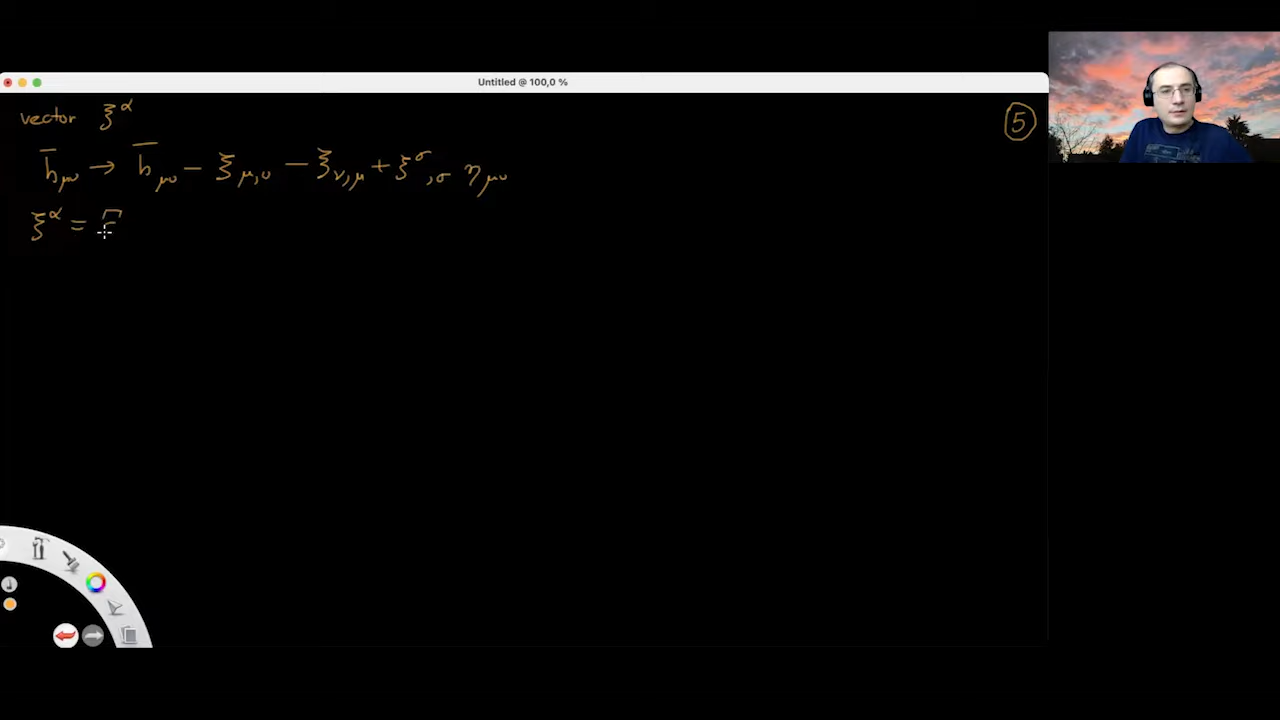 Untitled @ 100,0 %
vector ξ^α
5
h̄_μν → h̄_μν − ξ_μ,ν − ξ_ν,μ + ξ^σ_,σ η_μν
ξ^α =